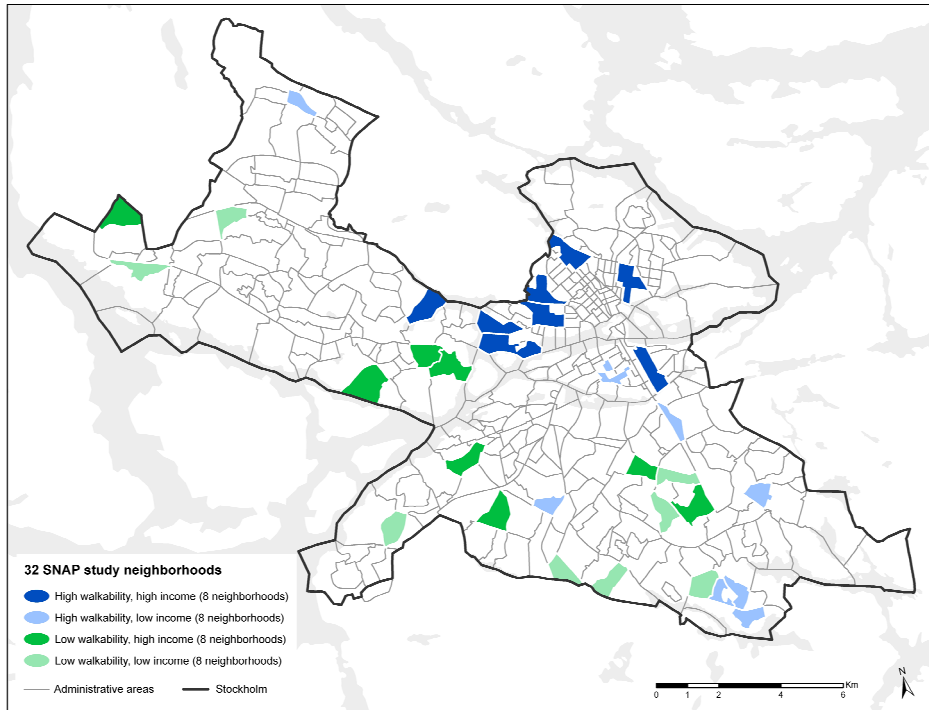 32 SNAP study neighborhoods
High walkability, high income (8 neighborhoods)
High walkability, low income (8 neighborhoods)
Low walkability, high income (8 neighborhoods)
Low walkability, low income (8 neighborhoods)
Administrative areas Stockholm
Km
0 1 2 4 6
N